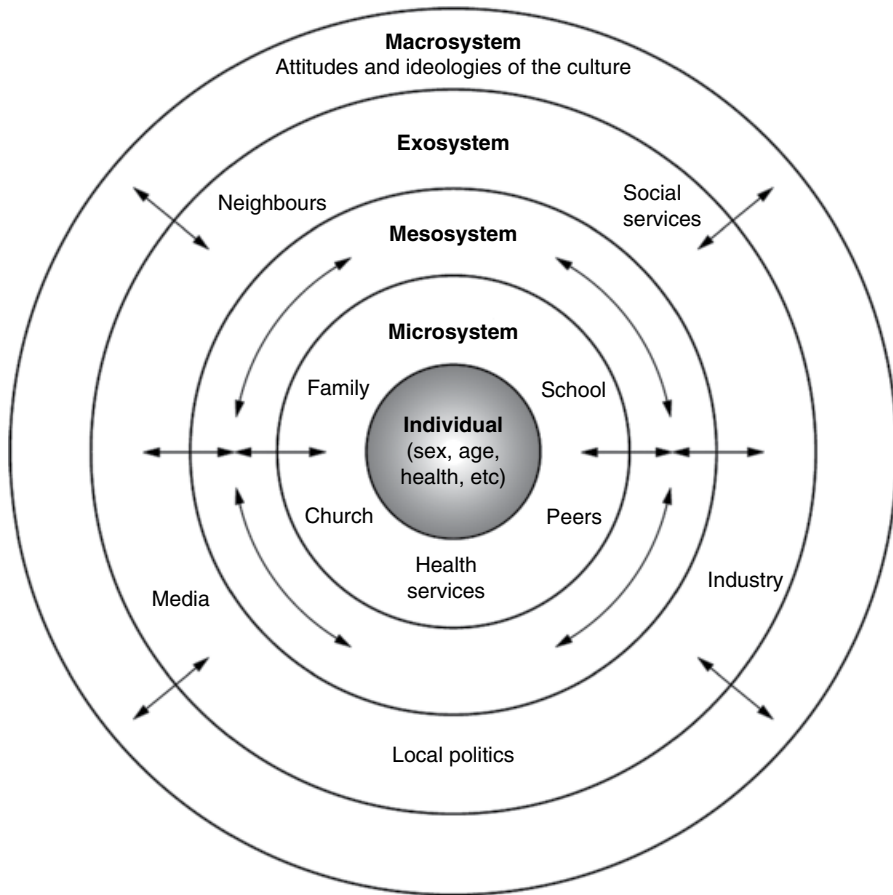 Macrosystem
Attitudes and ideologies of the culture
Exosystem
Neighbours
Social
services
Mesosystem
Microsystem
Family
School
Individual
(sex, age,
health, etc)
Church
Peers
Health
services
Media
Industry
Local politics